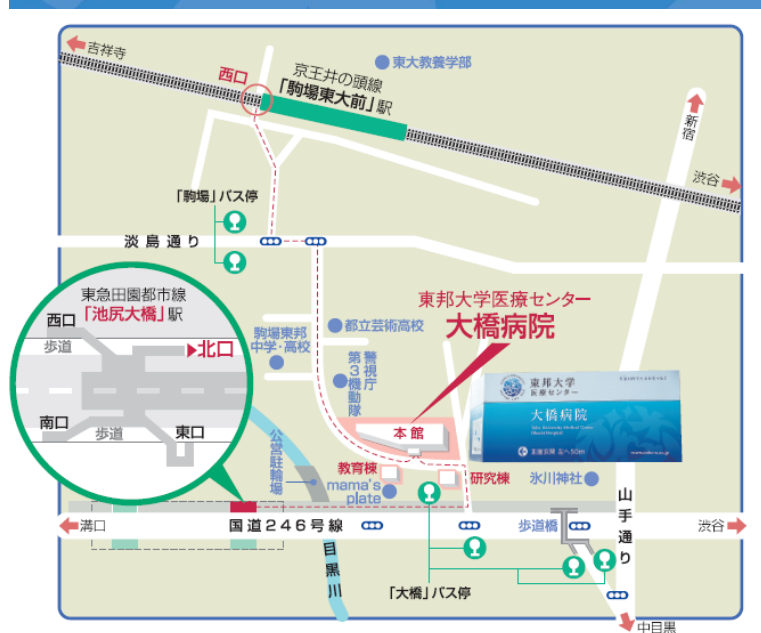 吉祥寺
西口
京王井の頭線
「駒場東大前」駅
東大教養学部
新宿
渋谷
「駒場」バス停
淡島通り
東急田園都市線
「池尻大橋」駅
西口
歩道
北口
南口
歩道
東口
駒場東邦
中学・高校
都立芸術高校
警視庁
第3機動隊
東邦大学医療センター
大橋病院
東邦大学
医療センター
大橋病院
本館
教育棟
研究棟
mama's
plate
公営駐輪場
氷川神社
歩道橋
山手通り
溝口
国道246号線
渋谷
目黒川
「大橋」バス停
中目黒